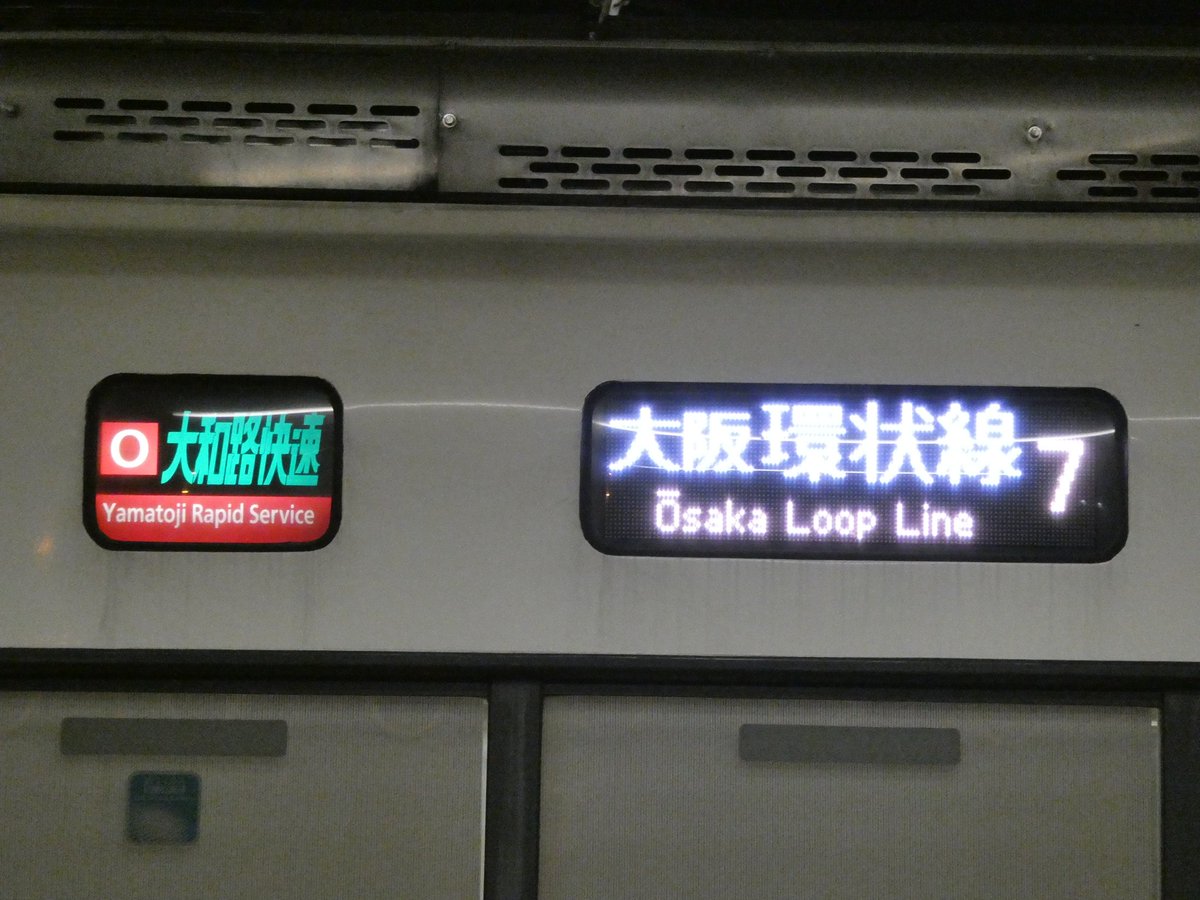 O 大和路快速
Yamatoji Rapid Service
大阪環状線 7
Ōsaka Loop Line